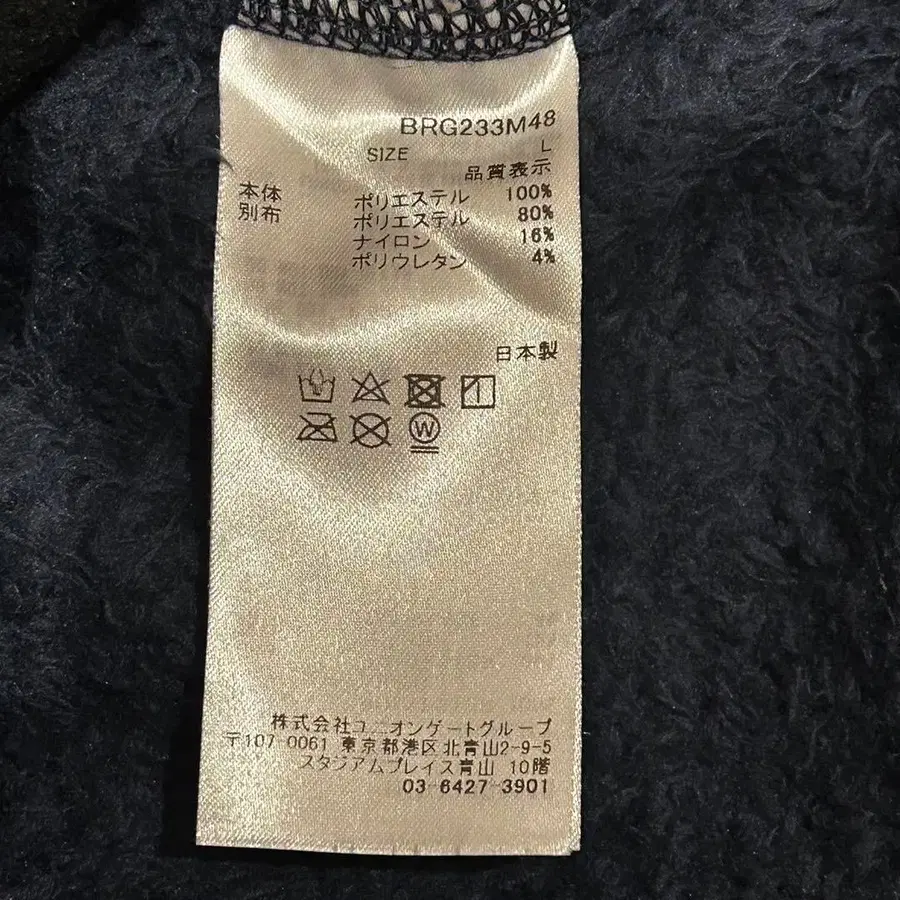 BRG233M48
SIZE L
品質表示
本体 ポリエステル 100%
別布 ポリエステル 80%
ナイロン 16%
ポリウレタン 4%
日本製
W
株式会社ユニオンゲートグループ
〒107-0061 東京都港区北青山2-9-5
スタジアムプレイス青山 10階
03-6427-3901